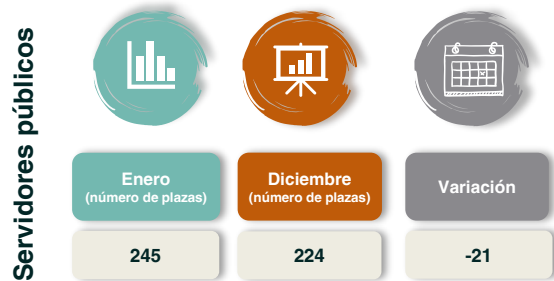 Servidores públicos
Enero
(número de plazas)
Diciembre
(número de plazas)
Variación
245
224
-21